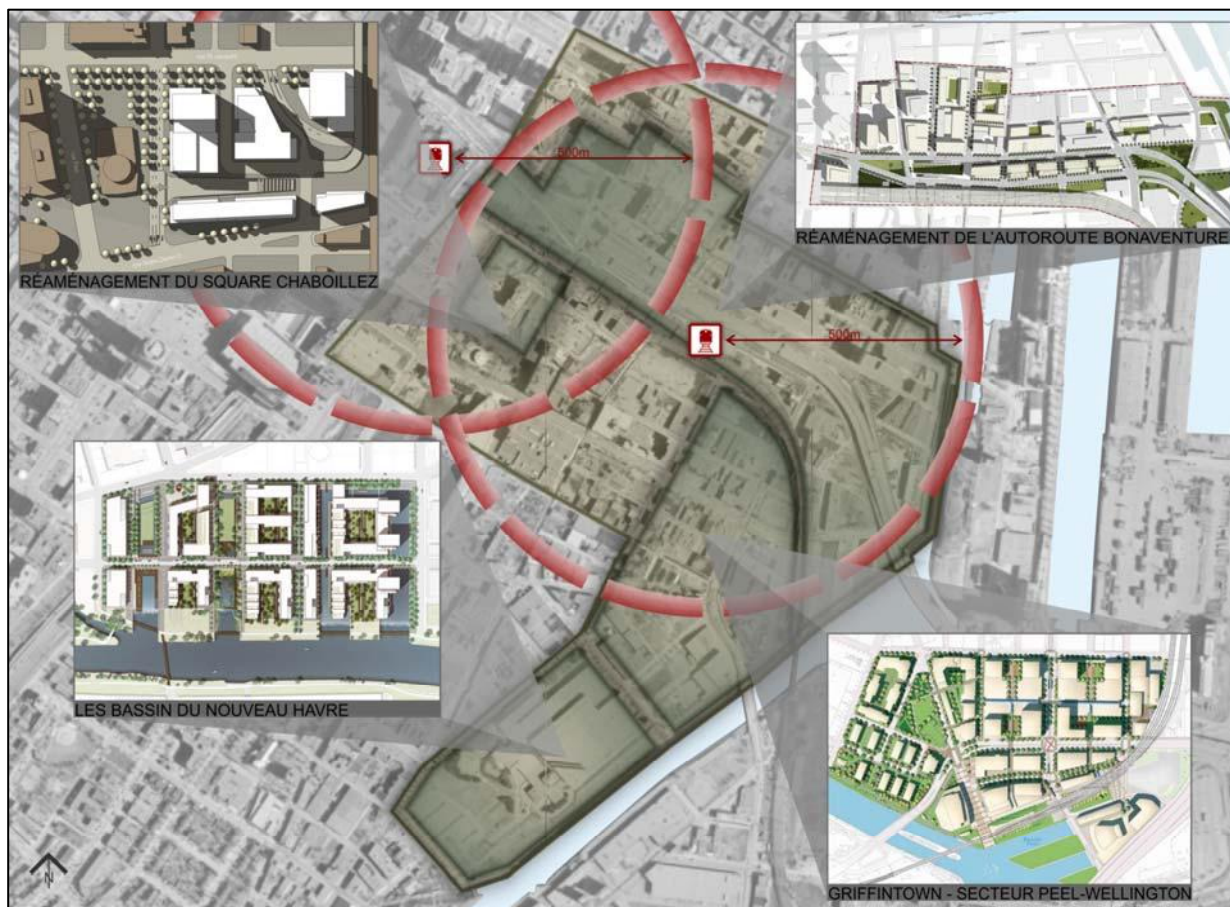 RÉAMÉNAGEMENT DU SQUARE CHABOILLEZ
RÉAMÉNAGEMENT DE L'AUTOROUTE BONAVENTURE
500m
500m
LES BASSIN DU NOUVEAU HAVRE
GRIFFINTOWN - SECTEUR PEEL-WELLINGTON
N